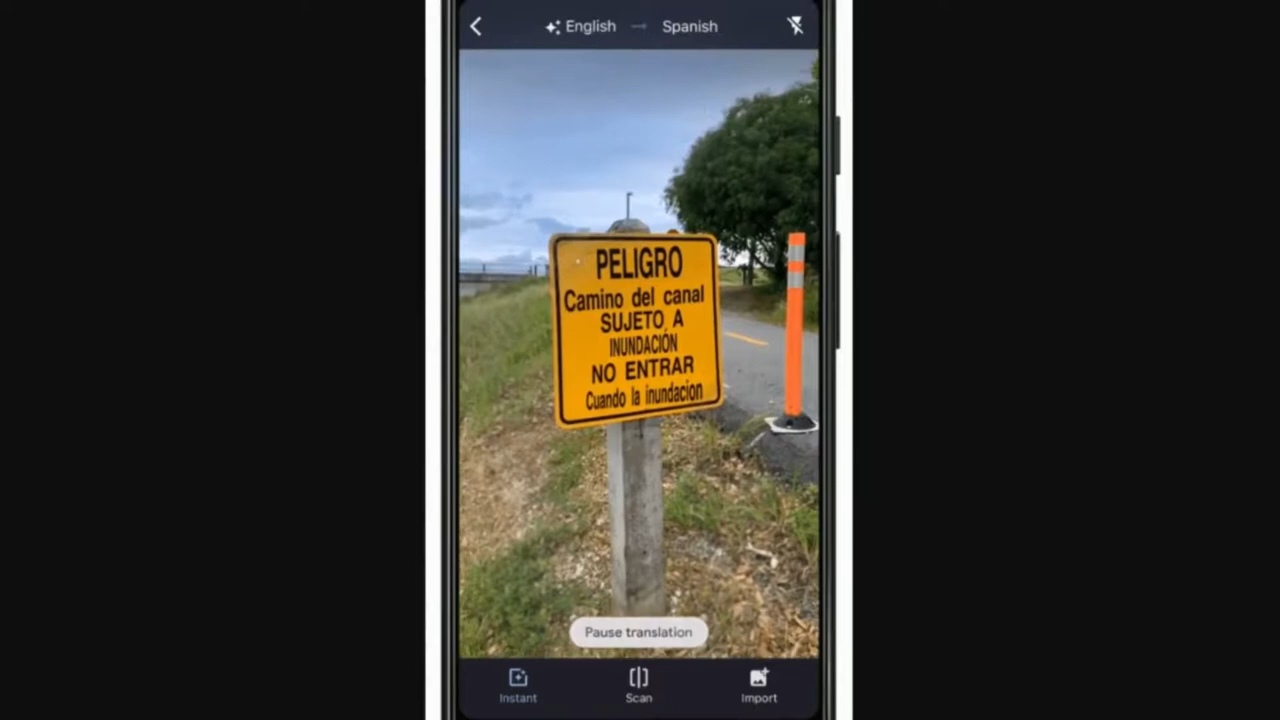 English → Spanish
PELIGRO
Camino del canal
SUJETO A
INUNDACIÓN
NO ENTRAR
Cuando la inundacion
Pause translation
Instant
Scan
Import